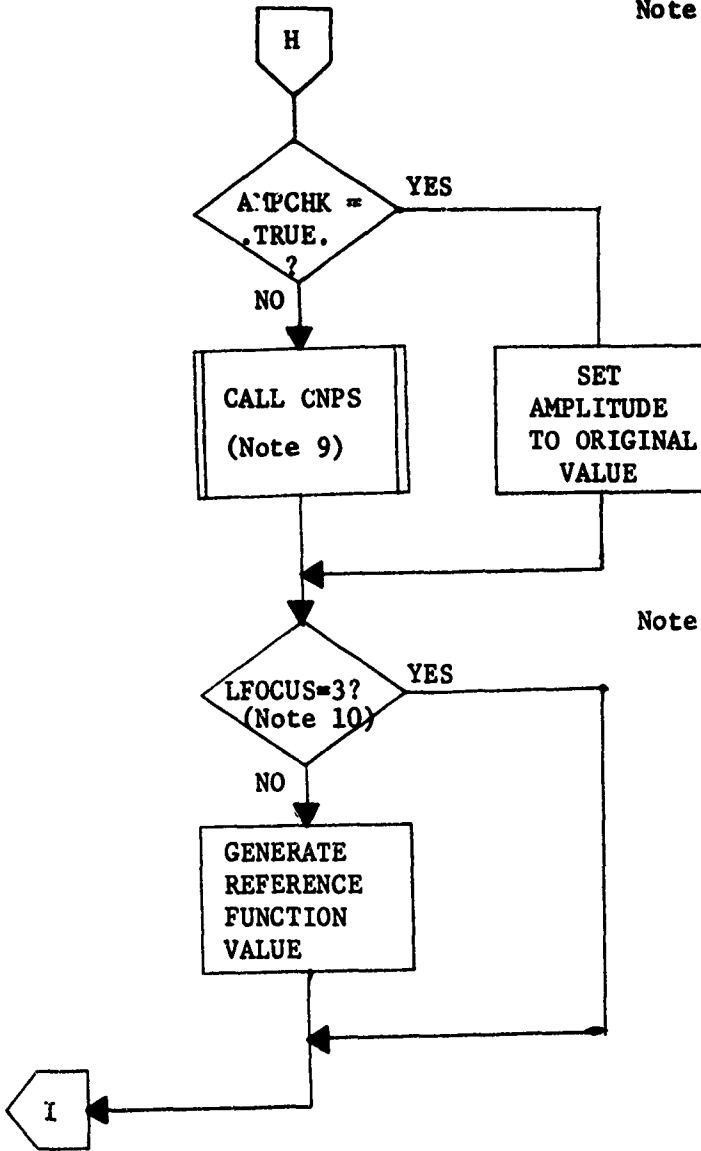 Note
H
AMPCHK =
.TRUE.
?
YES
NO
CALL CNPS
(Note 9)
SET
AMPLITUDE
TO ORIGINAL
VALUE
Note
LFOCUS=3?
(Note 10)
YES
NO
GENERATE
REFERENCE
FUNCTION
VALUE
I